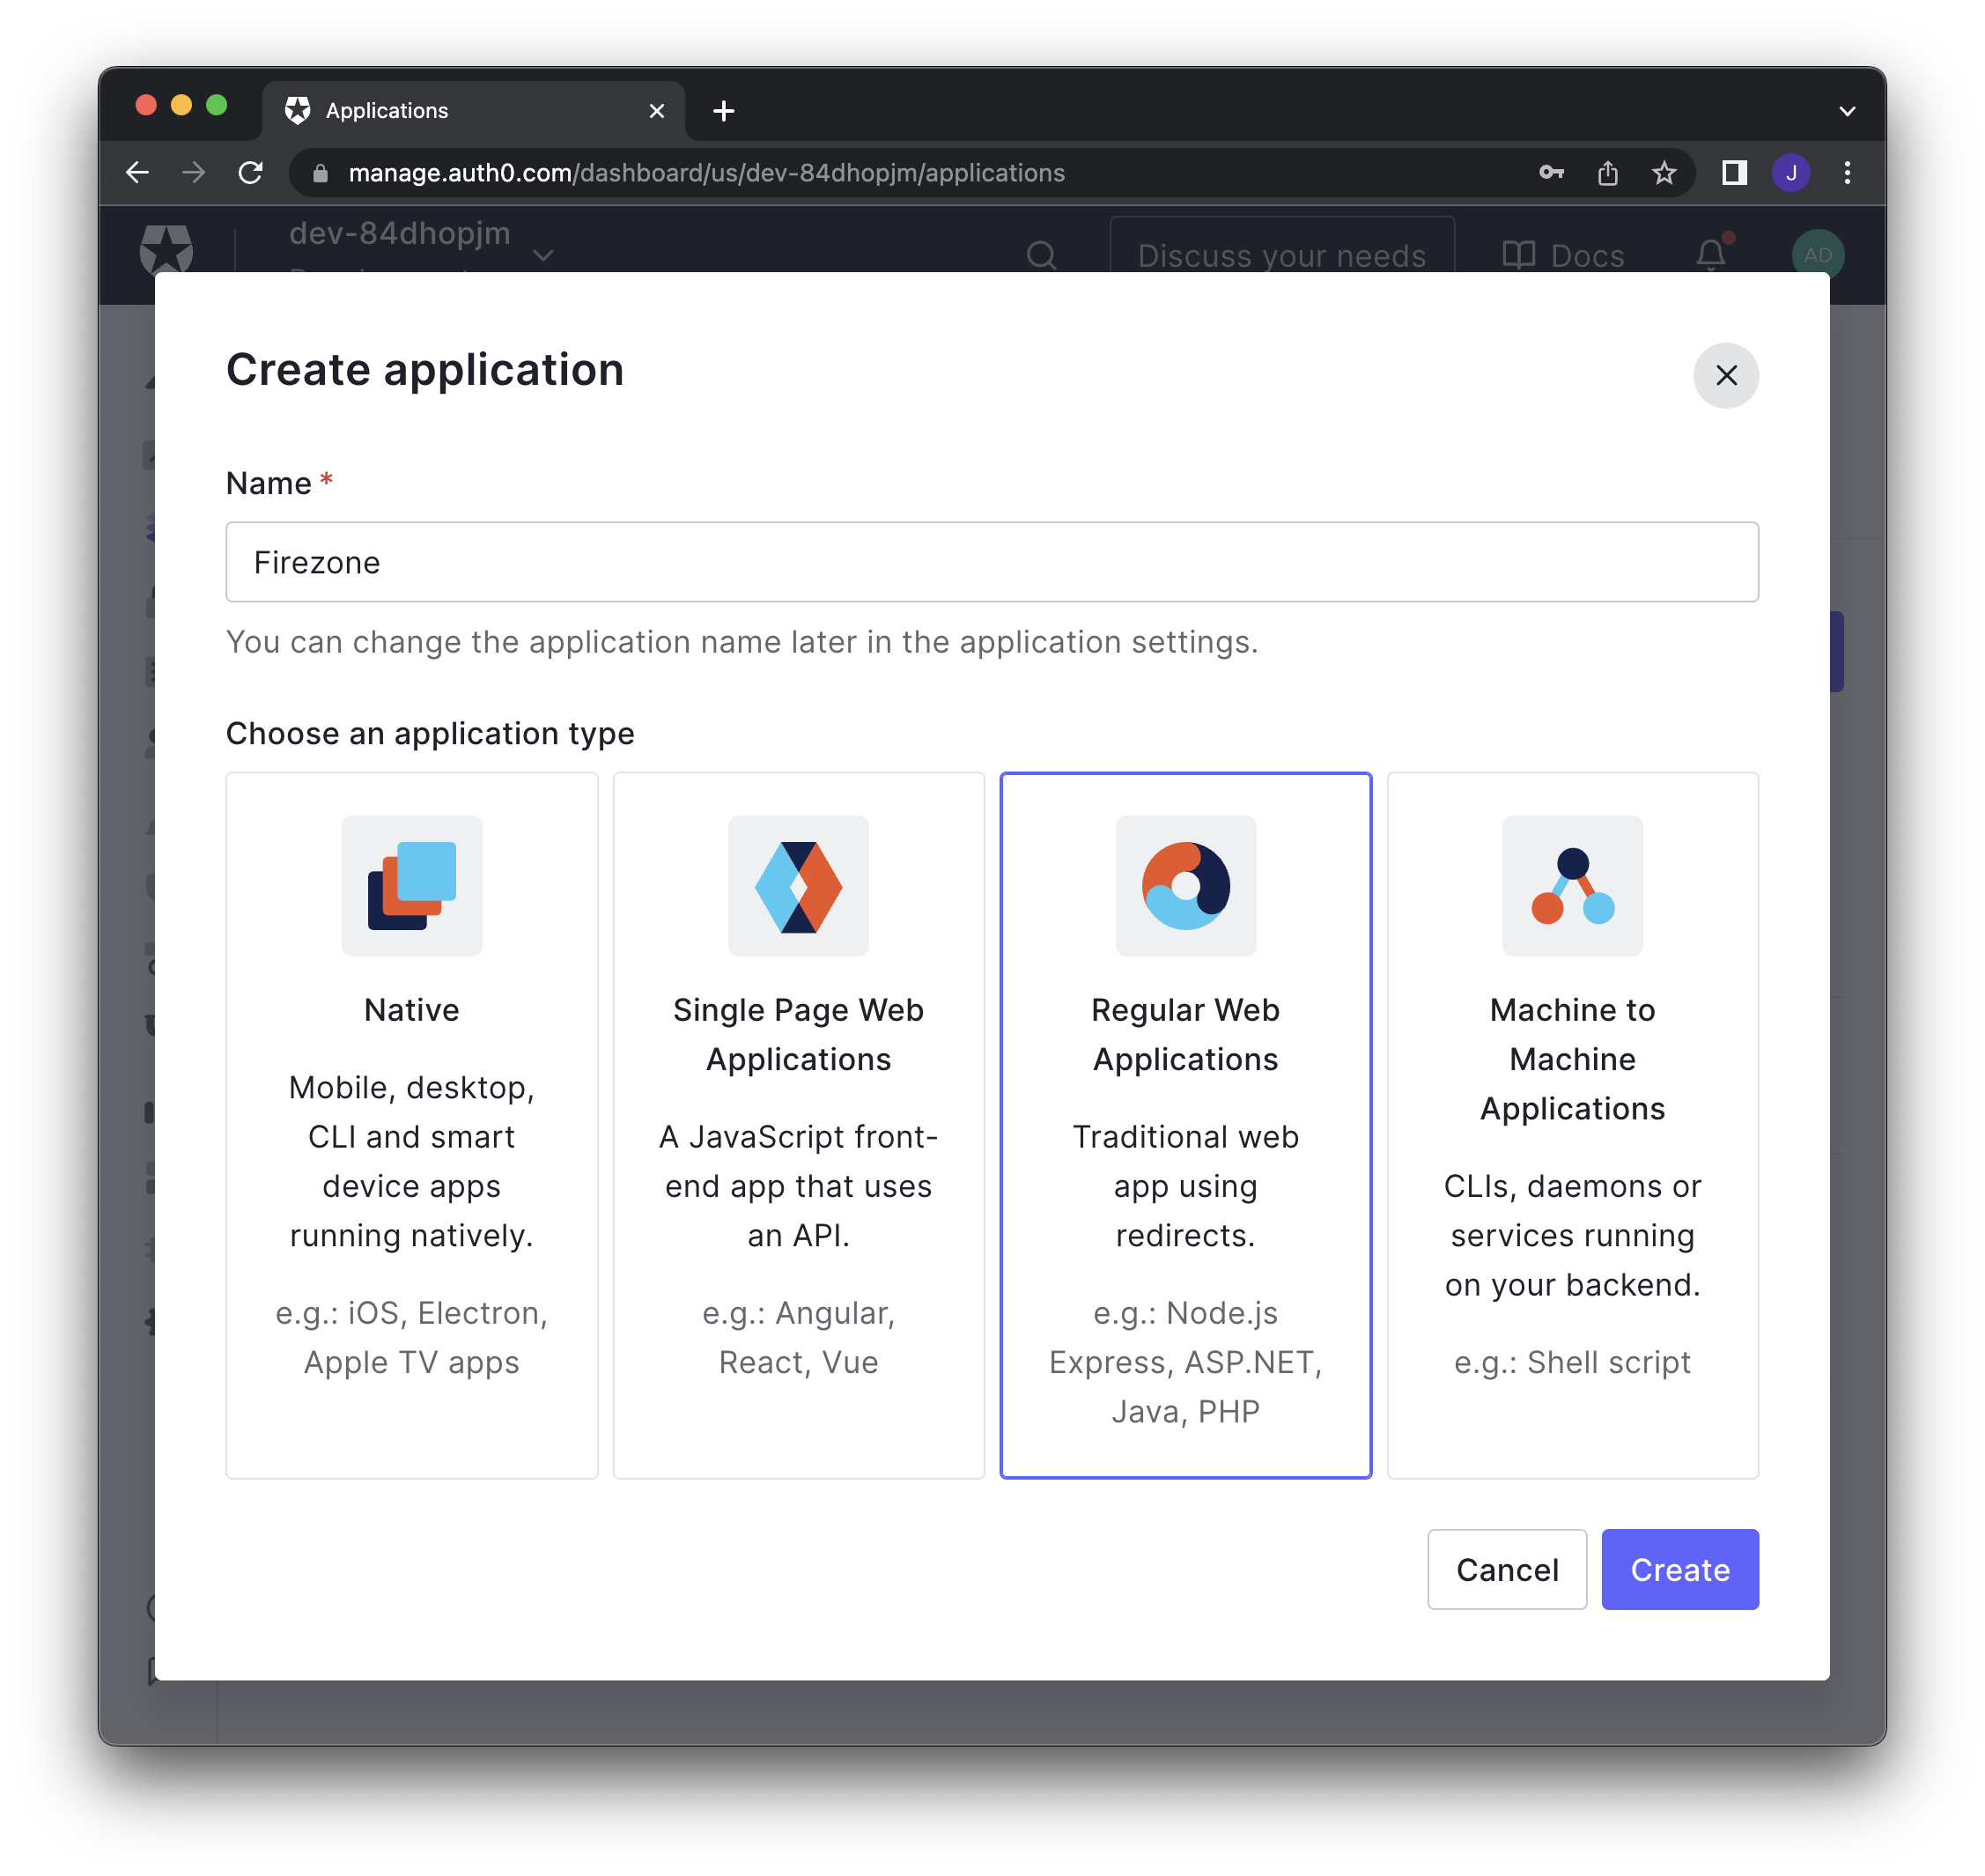 Applications
manage.auth0.com/dashboard/us/dev-84dhopjm/applications
J
dev-84dhopjm
Discuss your needs
Docs
AD
Create application
Name *
Firezone
You can change the application name later in the application settings.
Choose an application type
Native
Mobile, desktop,
CLI and smart
device apps
running natively.
e.g.: iOS, Electron,
Apple TV apps
Single Page Web
Applications
A JavaScript front-
end app that uses
an API.
e.g.: Angular,
React, Vue
Regular Web
Applications
Traditional web
app using
redirects.
e.g.: Node.js
Express, ASP.NET,
Java, PHP
Machine to
Machine
Applications
CLIs, daemons or
services running
on your backend.
e.g.: Shell script
Cancel
Create